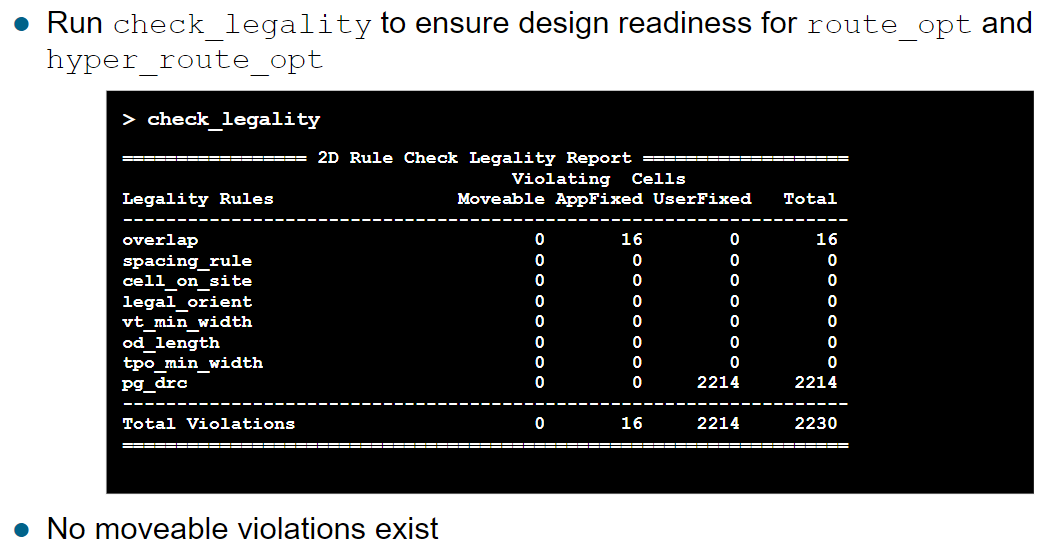 Run check_legality to ensure design readiness for route_opt and
hyper_route_opt
> check_legality
================= 2D Rule Check Legality Report ===================
Violating Cells
Legality Rules Moveable AppFixed UserFixed Total
-------------------------------------------------------------------
overlap 0 16 0 16
spacing_rule 0 0 0 0
cell_on_site 0 0 0 0
legal_orient 0 0 0 0
vt_min_width 0 0 0 0
od_length 0 0 0 0
tpo_min_width 0 0 0 0
pg_drc 0 0 2214 2214
-------------------------------------------------------------------
Total Violations 0 16 2214 2230
===================================================================
No moveable violations exist